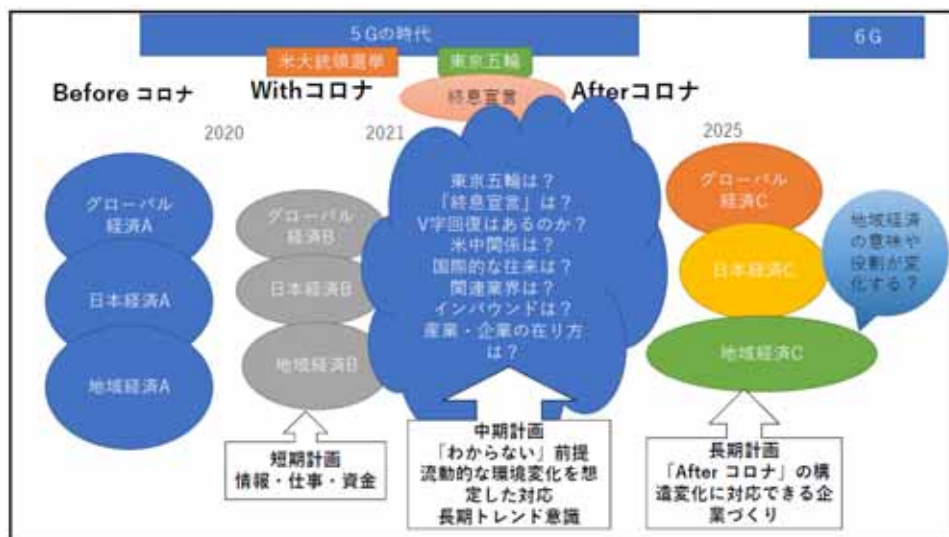 5Gの時代
6G
米大統領選挙
東京五輪
Before コロナ
Withコロナ
終息宣言
Afterコロナ
2020
2021
2025
グローバル
経済A
日本経済A
地域経済A
グローバル
経済B
日本経済B
地域経済B
東京五輪は?
「終息宣言」は?
V字回復はあるのか?
米中関係は?
国際的な往来は?
関連業界は?
インバウンドは?
産業・企業の在り方
は?
グローバル
経済C
日本経済C
地域経済C
地域経済
の意味や
役割が変
化する?
短期計画
情報・仕事・資金
中期計画
「わからない」前提
流動的な環境変化を想
定した対応
長期トレンド意識
長期計画
「After コロナ」の構
造変化に対応できる企
業づくり